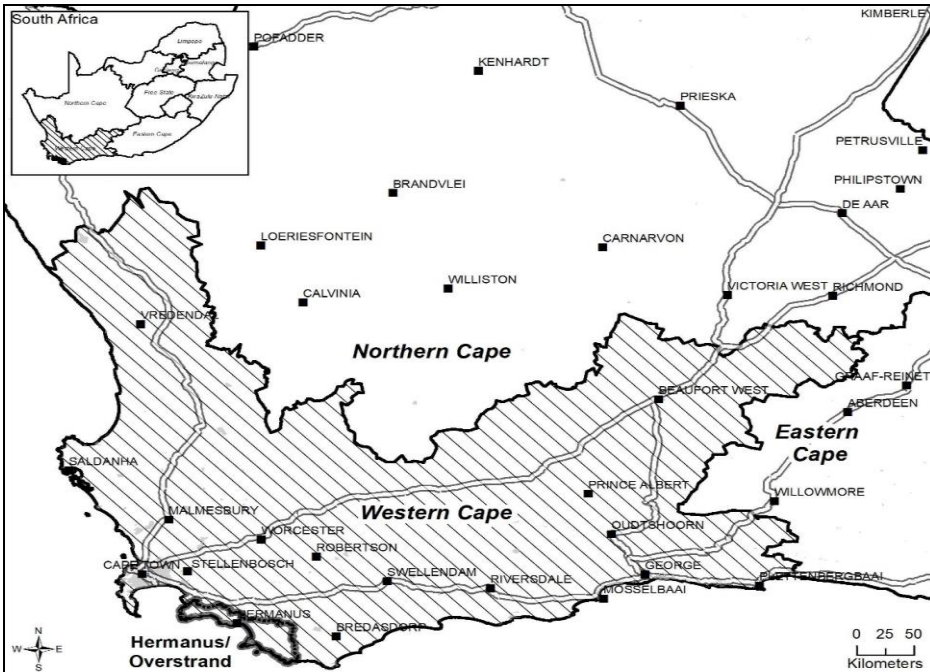 South Africa
Limpopo
Northern Cape
Free State
Eastern Cape
POFADDER
KENHARDT
KIMBERLEY
PRIESKA
PETRUSVILLE
PHILIPSTOWN
BRANDVLEI
DE AAR
LOERIESFONTEIN
CARNARVON
CALVINIA
WILLISTON
VICTORIA WEST
RICHMOND
VREDENDAL
Northern Cape
GRAAF-REINET
BEAUFORT WEST
ABERDEEN
Eastern
Cape
SALDANHA
PRINCE ALBERT
WILLOWMORE
MALMESBURY
Western Cape
OUDTSHOORN
WORCESTER
ROBERTSON
CAPE TOWN
STELLENBOSCH
SWELLENDAM
RIVERSDALE
GEORGE
PLETTENBERGBAAI
MOSSELBAAI
HERMANUS
BREDASDORP
Hermanus/
Overstrand
N
W E
S
0 25 50
Kilometers